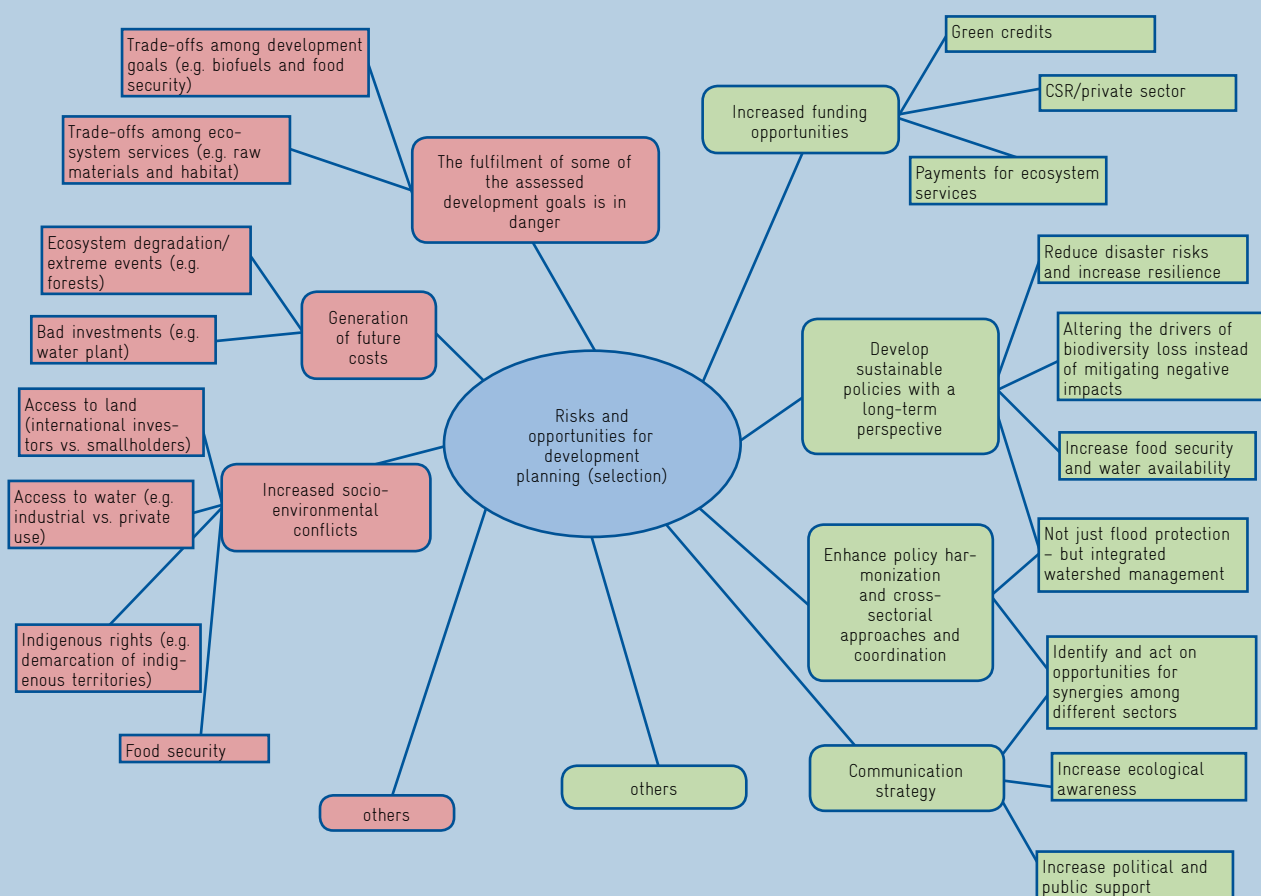 Trade-offs among development
goals (e.g. biofuels and food
security)
Trade-offs among eco-
system services (e.g. raw
materials and habitat)
The fulfilment of some of
the assessed
development goals is in
danger
Ecosystem degradation/
extreme events (e.g.
forests)
Bad investments (e.g.
water plant)
Generation
of future
costs
Access to land
(international inves-
tors vs. smallholders)
Access to water (e.g.
industrial vs. private
use)
Increased socio-
environmental
conflicts
Indigenous rights (e.g.
demarcation of indig-
enous territories)
Food security
others
Risks and
opportunities for
development
planning (selection)
others
Increased funding
opportunities
Green credits
CSR/private sector
Payments for ecosystem
services
Develop
sustainable
policies with a
long-term
perspective
Reduce disaster risks
and increase resilience
Altering the drivers of
biodiversity loss instead
of mitigating negative
impacts
Increase food security
and water availability
Not just flood protection
– but integrated
watershed management
Enhance policy har-
monization
and cross-
sectorial
approaches and
coordination
Identify and act on
opportunities for
synergies among
different sectors
Communication
strategy
Increase ecological
awareness
Increase political and
public support